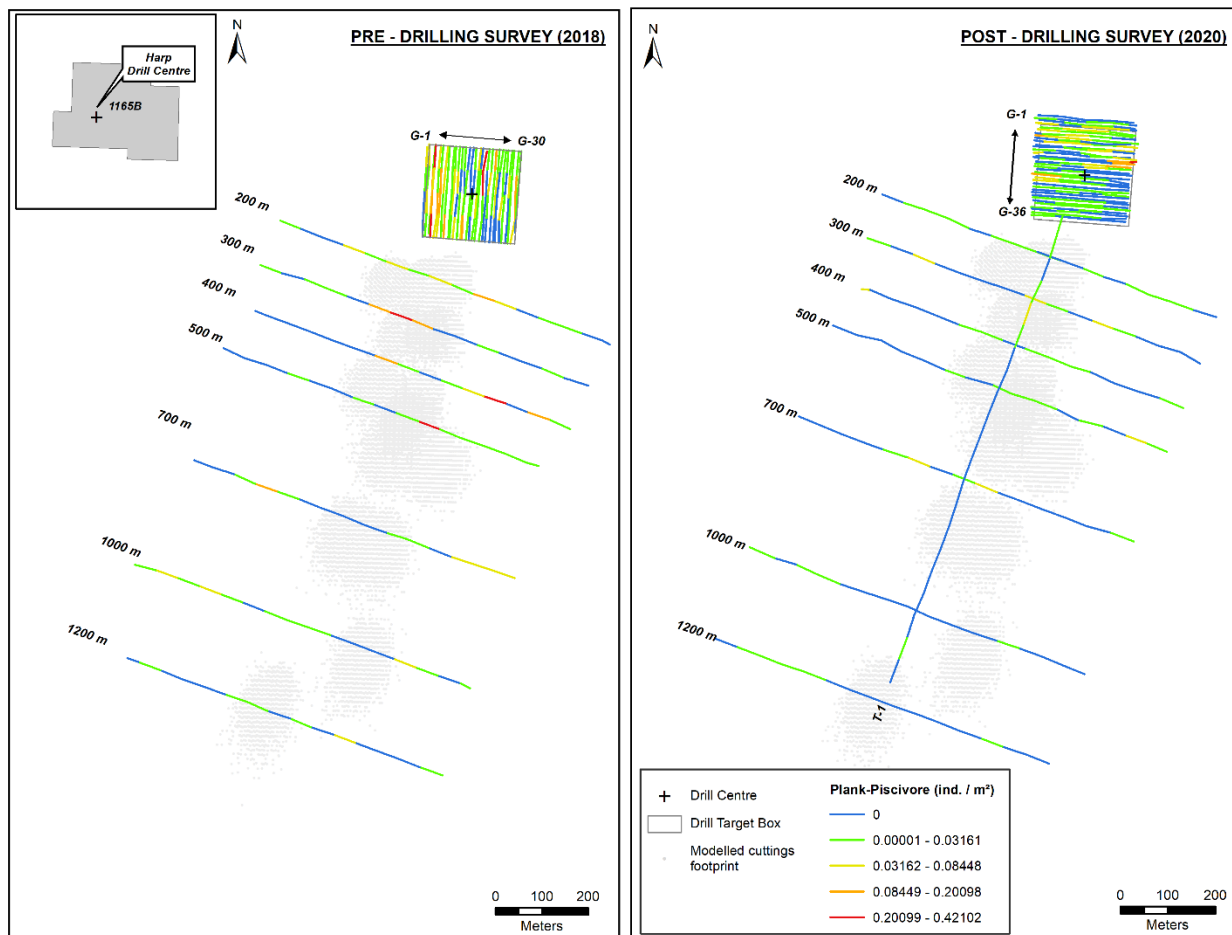 N
PRE - DRILLING SURVEY (2018)
Harp
Drill Centre
1165B
G-1
G-30
200 m
300 m
400 m
500 m
700 m
1000 m
1200 m
0 100 200
Meters
N
POST - DRILLING SURVEY (2020)
G-1
G-36
200 m
300 m
400 m
500 m
700 m
1000 m
1200 m
T-1
Drill Centre
Drill Target Box
Modelled cuttings
footprint
Plank-Piscivore (ind. / m²)
0
0.00001 - 0.03161
0.03162 - 0.08448
0.08449 - 0.20098
0.20099 - 0.42102
0 100 200
Meters